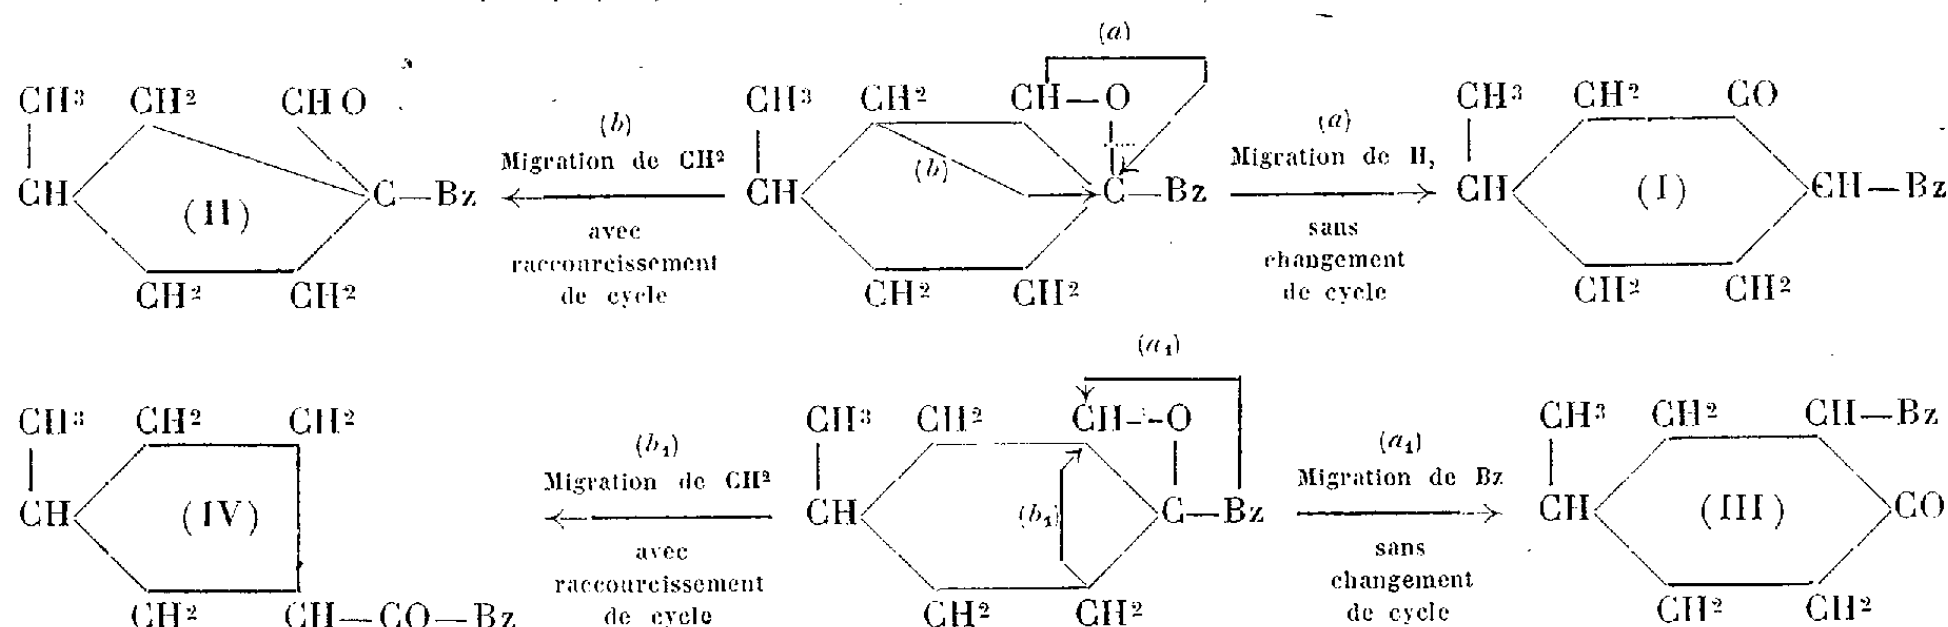 (a)
CH³ CH² CHO
(b)
Migration de CH²
avec
raccourcissement
de cycle
CH (II) C—Bz
CH² CH²
CH³ CH² CH—O
(b)
CH C—Bz
CH² CH²
(a)
Migration de H,
sans
changement
de cycle
CH³ CH² CO
CH (I) CH—Bz
CH² CH²
(a₁)
CH³ CH² CH²
CH (IV)
CH² CH—CO—Bz
(b₁)
Migration de CH²
avec
raccourcissement
de cycle
CH³ CH² CH--O
CH (b₁) C—Bz
CH² CH²
(a₁)
Migration de Bz
sans
changement
de cycle
CH³ CH² CH—Bz
CH (III) CO
CH² CH²